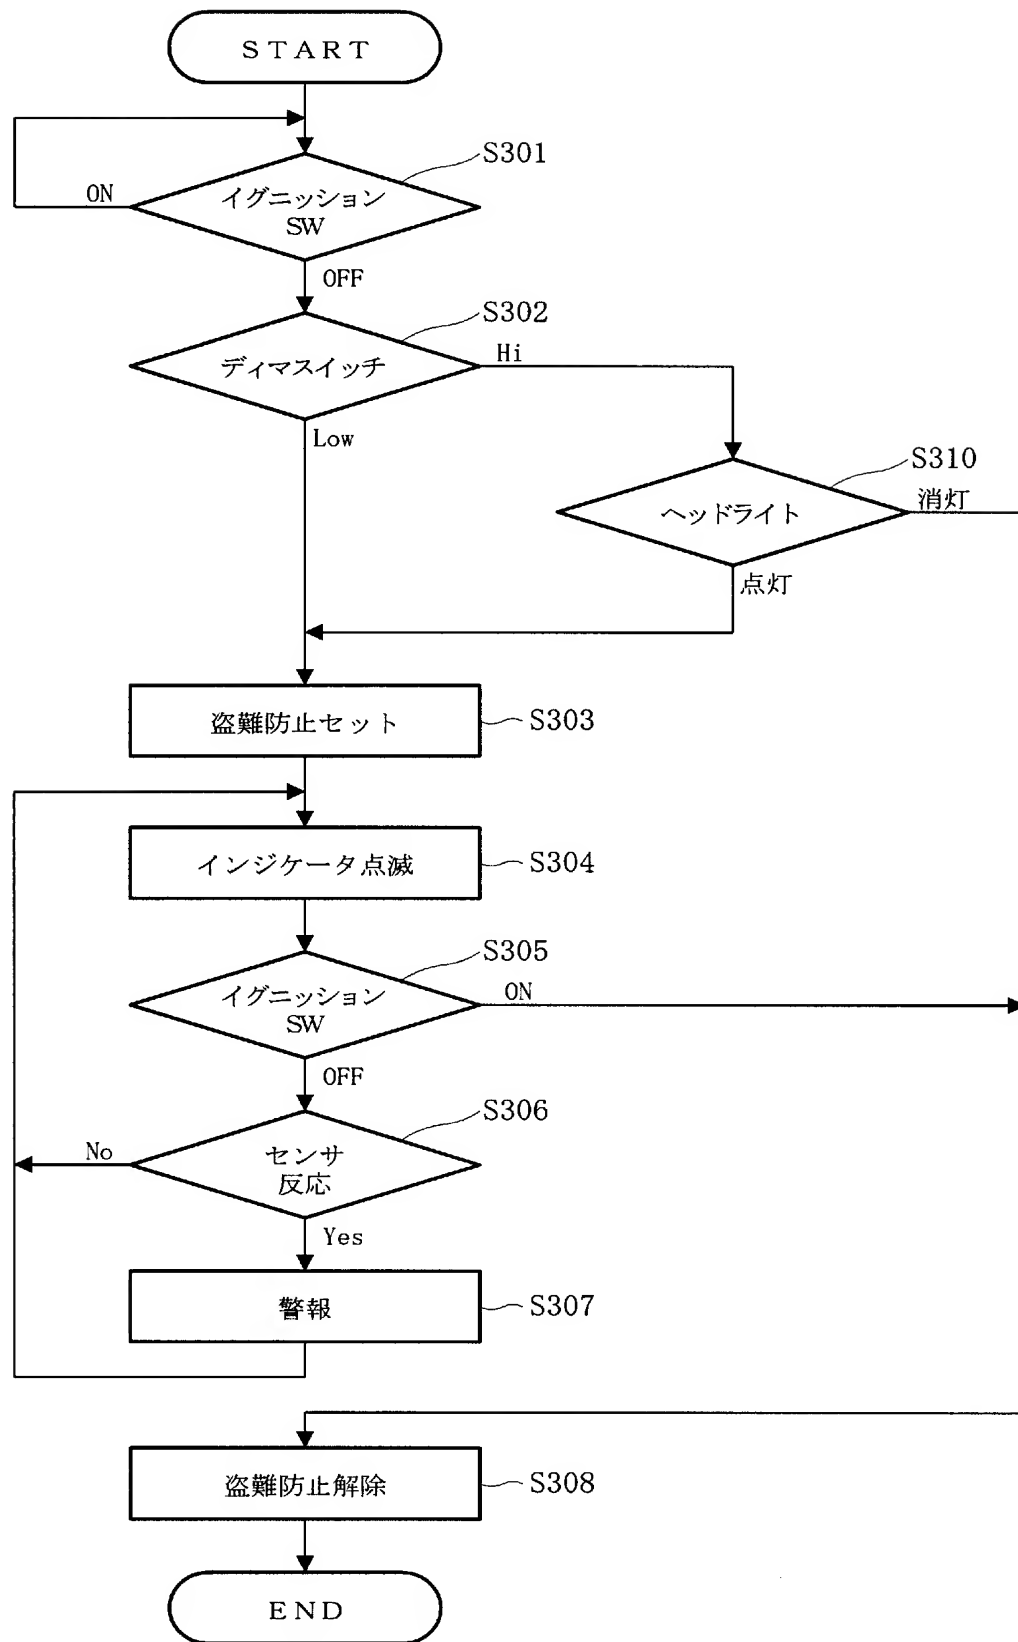 START
S301
ON
イグニッション
SW
OFF
S302
Hi
ディマスイッチ
Low
S310
消灯
ヘッドライト
点灯
盗難防止セット
S303
インジケータ点滅
S304
S305
ON
イグニッション
SW
OFF
S306
No
センサ
反応
Yes
警報
S307
盗難防止解除
S308
END